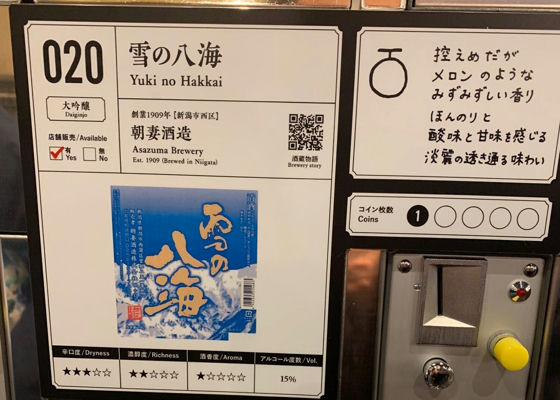 020
大吟醸
Daiginjo
店舗販売/Available
有 Yes
無 No
雪の八海
Yuki no Hakkai
創業1909年【新潟市西区】
朝妻酒造
Asazuma Brewery
Est. 1909 (Brewed in Niigata)
酒蔵物語
Brewery story
雪の
八海
辛口度/Dryness
★★★☆☆
濃醇度/Richness
★★☆☆☆
酒香度/Aroma
★☆☆☆☆
アルコール度数/Vol.
15%
控えめだが
メロンのような
みずみずしい香り
ほんのりと
酸味と甘味を感じる
淡麗の透き通る味わい
コイン枚数
Coins
1